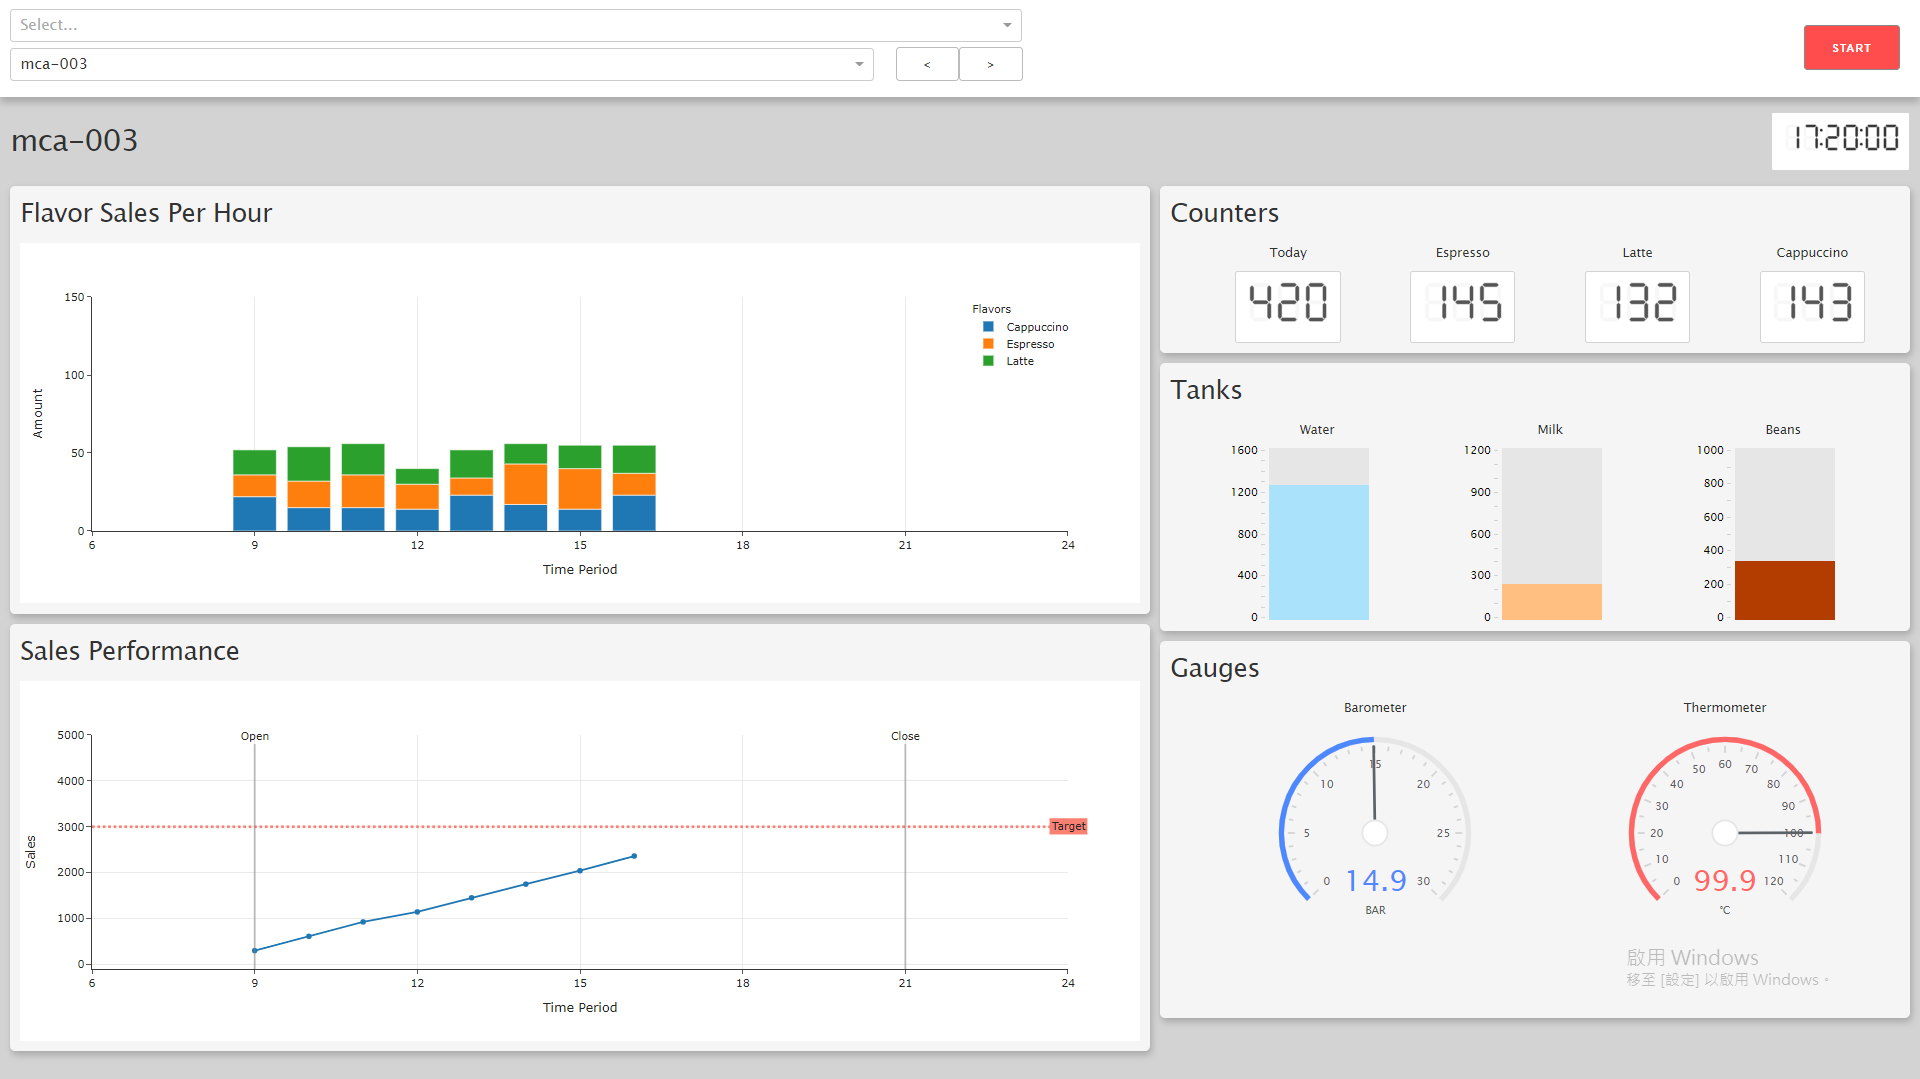 Select...
mca-003
< >
START
mca-003
17:20:00
Flavor Sales Per Hour
150
100
50
0
Amount
6 9 12 15 18 21 24
Time Period
Flavors
Cappuccino
Espresso
Latte
Sales Performance
5000
4000
3000
2000
1000
0
Sales
Open
Close
Target
6 9 12 15 18 21 24
Time Period
Counters
Today Espresso Latte Cappuccino
420 145 132 143
Tanks
Water
1600
1200
800
400
0
Milk
1200
900
600
300
0
Beans
1000
800
600
400
200
0
Gauges
Barometer
0 5 10 15 20 25 30
14.9
BAR
Thermometer
0 10 20 30 40 50 60 70 80 90 100 110 120
99.9
°C
啟用 Windows
移至 [設定] 以啟用 Windows。